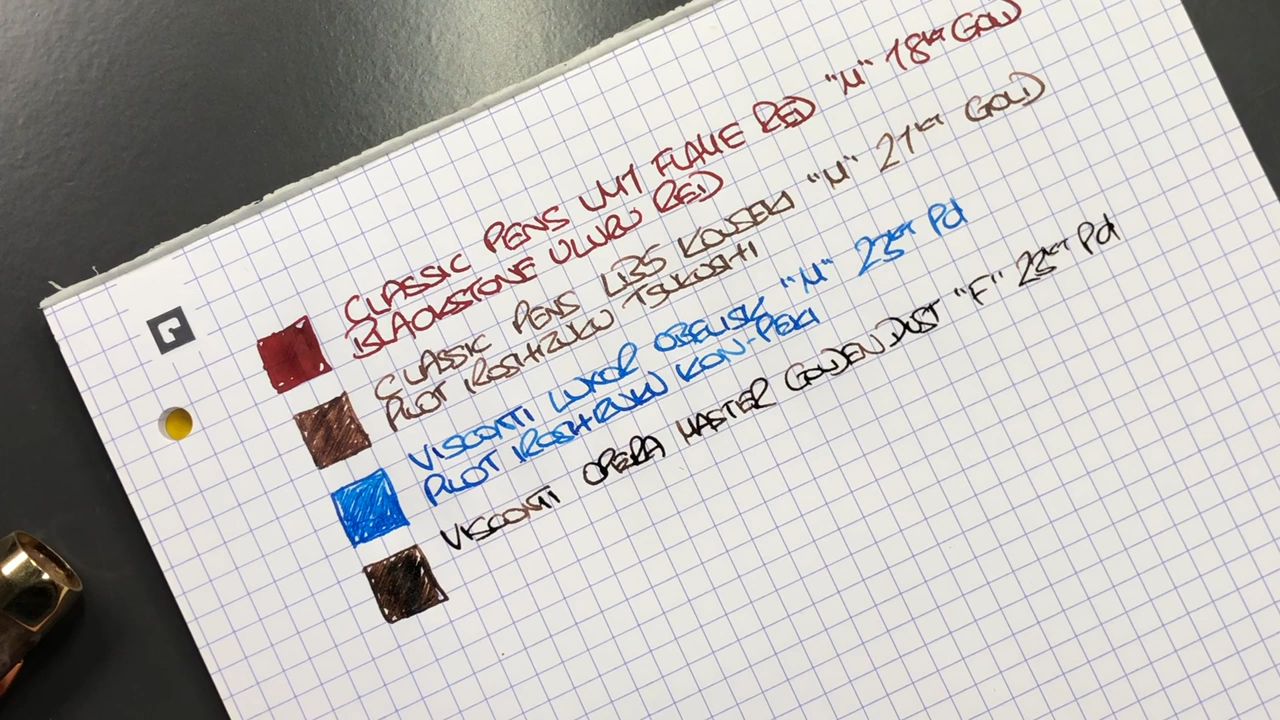 CLASSIC PENS LM1 FLAME RED "M" 18kt GOLD
BLACKSTONE ULURU RED
CLASSIC PENS LB5 KOUSEKI "M" 21kt GOLD
PILOT IROSHIZUKU TSUKUSHI
VISCONTI LUXOR OBELISK "M" 23kt Pd
PILOT IROSHIZUKU KON-PEKI
VISCONTI OPERA MASTER GOLDEN DUST "F" 23kt Pd